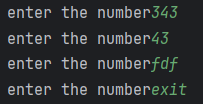 enter the number343
enter the number43
enter the numberfdf
enter the numberexit